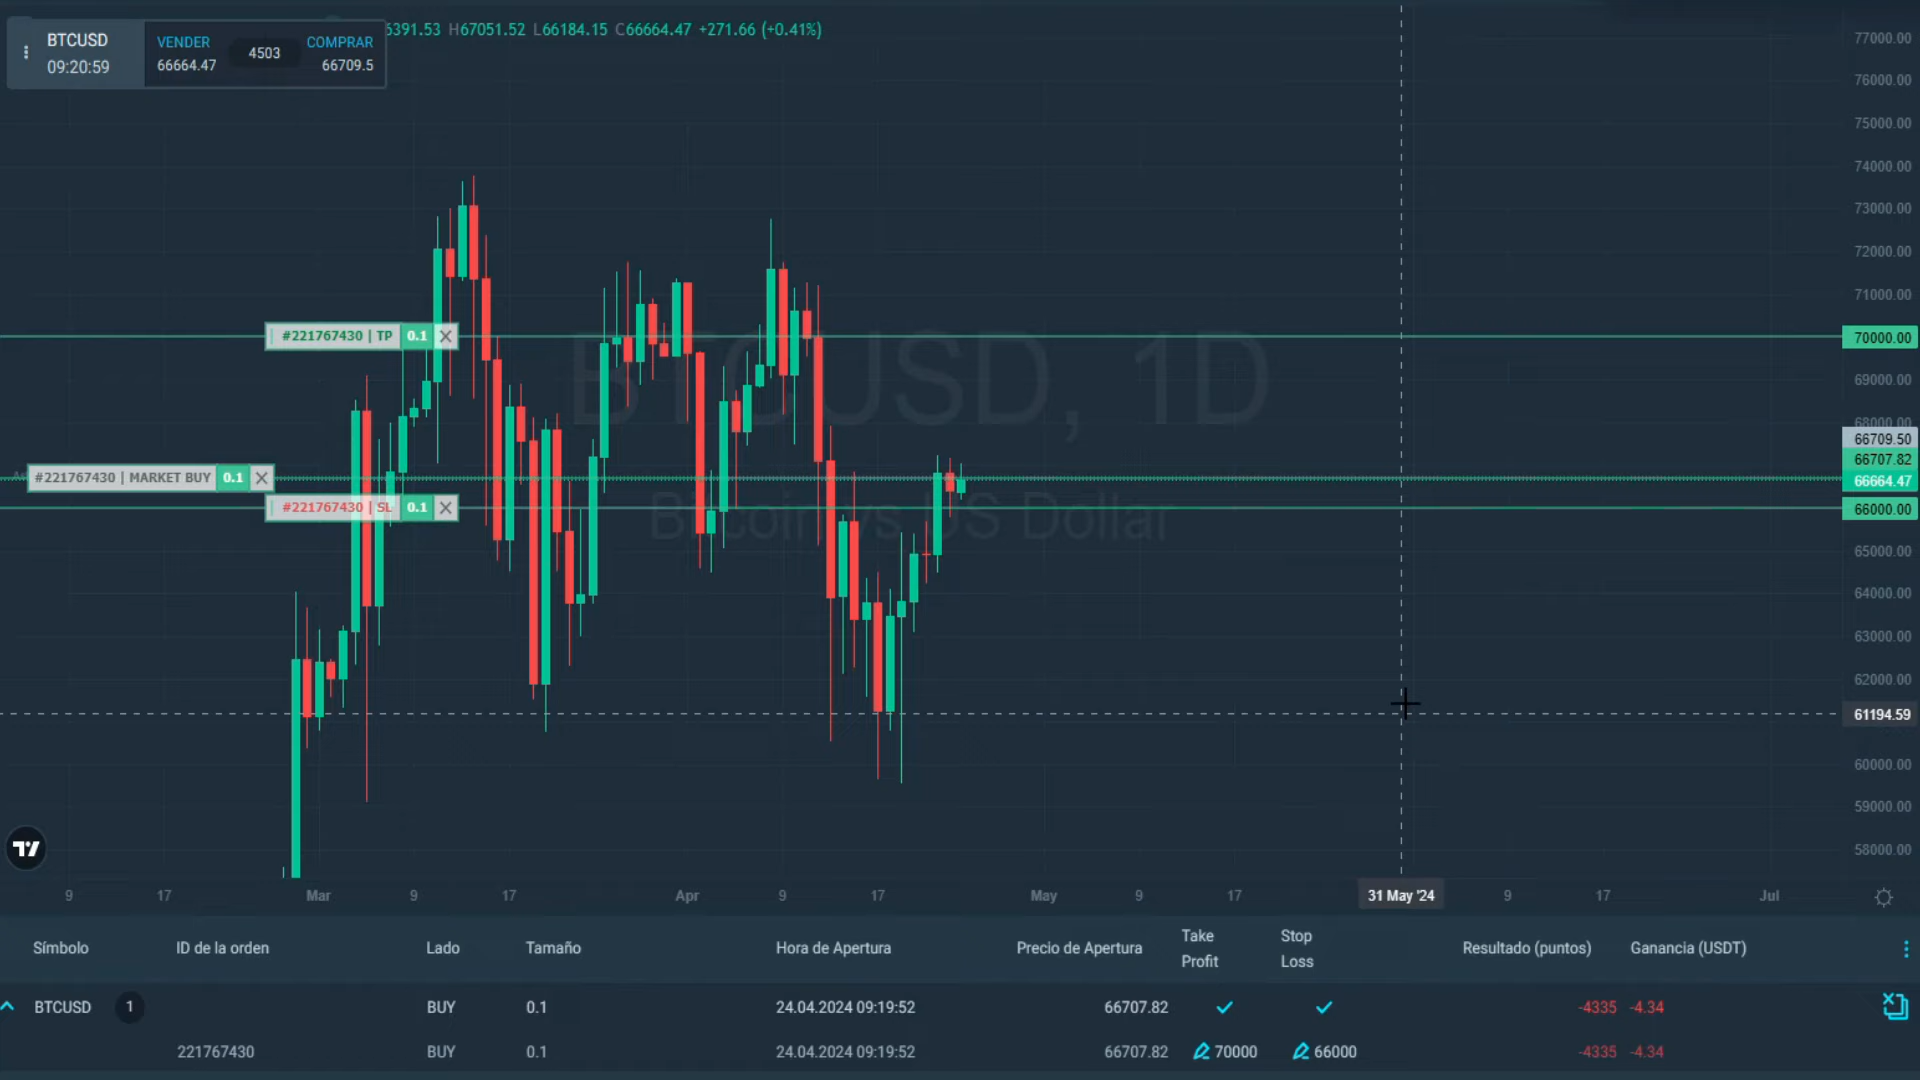 BTCUSD
09:20:59
VENDER
66664.47
4503
COMPRAR
66709.5
6391.53 H67051.52 L66184.15 C66664.47 +271.66 (+0.41%)
77000.00
76000.00
75000.00
74000.00
73000.00
72000.00
71000.00
70000.00
69000.00
68000.00
66709.50
66707.82
66664.47
66000.00
65000.00
64000.00
63000.00
62000.00
61194.59
60000.00
59000.00
58000.00
#221767430 | TP 0.1
#221767430 | MARKET BUY 0.1
#221767430 | SL 0.1
BTCUSD, 1D
Bitcoin vs US Dollar
9 17 Mar 9 17 Apr 9 17 May 9 17 31 May '24 9 17 Jul
Símbolo ID de la orden Lado Tamaño Hora de Apertura Precio de Apertura Take Profit Stop Loss Resultado (puntos) Ganancia (USDT)
BTCUSD 1 BUY 0.1 24.04.2024 09:19:52 66707.82 -4335 -4.34
221767430 BUY 0.1 24.04.2024 09:19:52 66707.82 70000 66000 -4335 -4.34